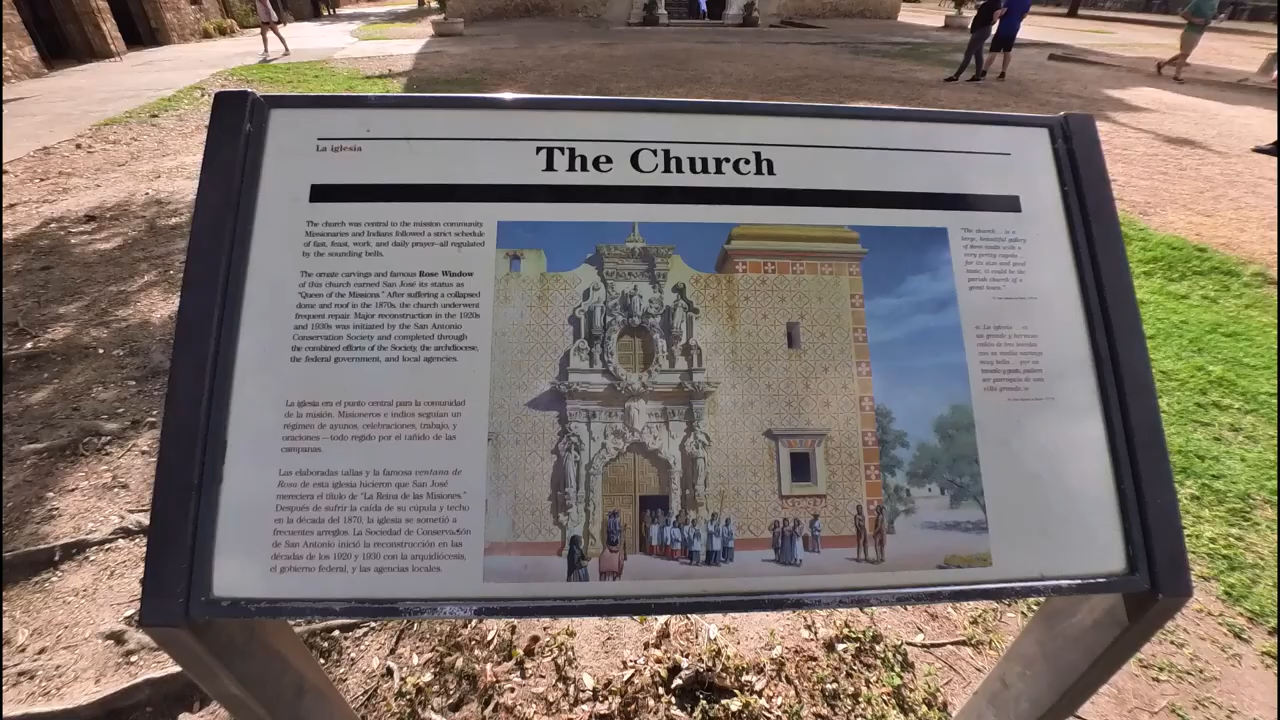 La iglesia
The Church
The church was central to the mission community.
Missionaries and Indians followed a strict schedule
of fast, feast, work, and daily prayer—all regulated
by the sounding bells.
The ornate carvings and famous Rose Window
of this church earned San José its status as
"Queen of the Missions." After suffering a collapsed
dome and roof in the 1870s, the church underwent
frequent repair. Major reconstruction in the 1920s
and 1930s was initiated by the San Antonio
Conservation Society and completed through
the combined efforts of the Society, the archdiocese,
the federal government, and local agencies.
La iglesia era el punto central para la comunidad
de la misión. Misioneros e indios seguían un
régimen de ayunos, celebraciones, trabajo, y
oraciones—todo regido por el tañido de las
campanas.
Las elaboradas tallas y la famosa ventana de
Rosa de esta iglesia hicieron que San José
mereciera el título de "La Reina de las Misiones."
Después de sufrir la caída de su cúpula y techo
en la década del 1870, la iglesia se sometió a
frecuentes arreglos. La Sociedad de Conservación
de San Antonio inició la reconstrucción en las
décadas de los 1920 y 1930 con la arquidiócesis,
el gobierno federal, y las agencias locales.
"The church... is a
large, beautiful gallery
of three vaults with a
very pretty cupola...
for its size and good
taste, it could be the
parish church of a
great town."
« La iglesia es
un grande y hermoso
cañón de tres bóvedas
con su media naranja
muy bella... por su
tamaño y gusto, pudiera
ser parroquia de una
villa grande. »